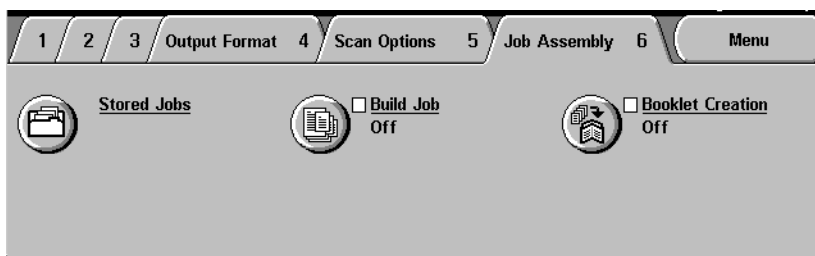 1 2 3 Output Format 4 Scan Options 5 Job Assembly 6 Menu
Stored Jobs Build Job Booklet Creation
Off Off